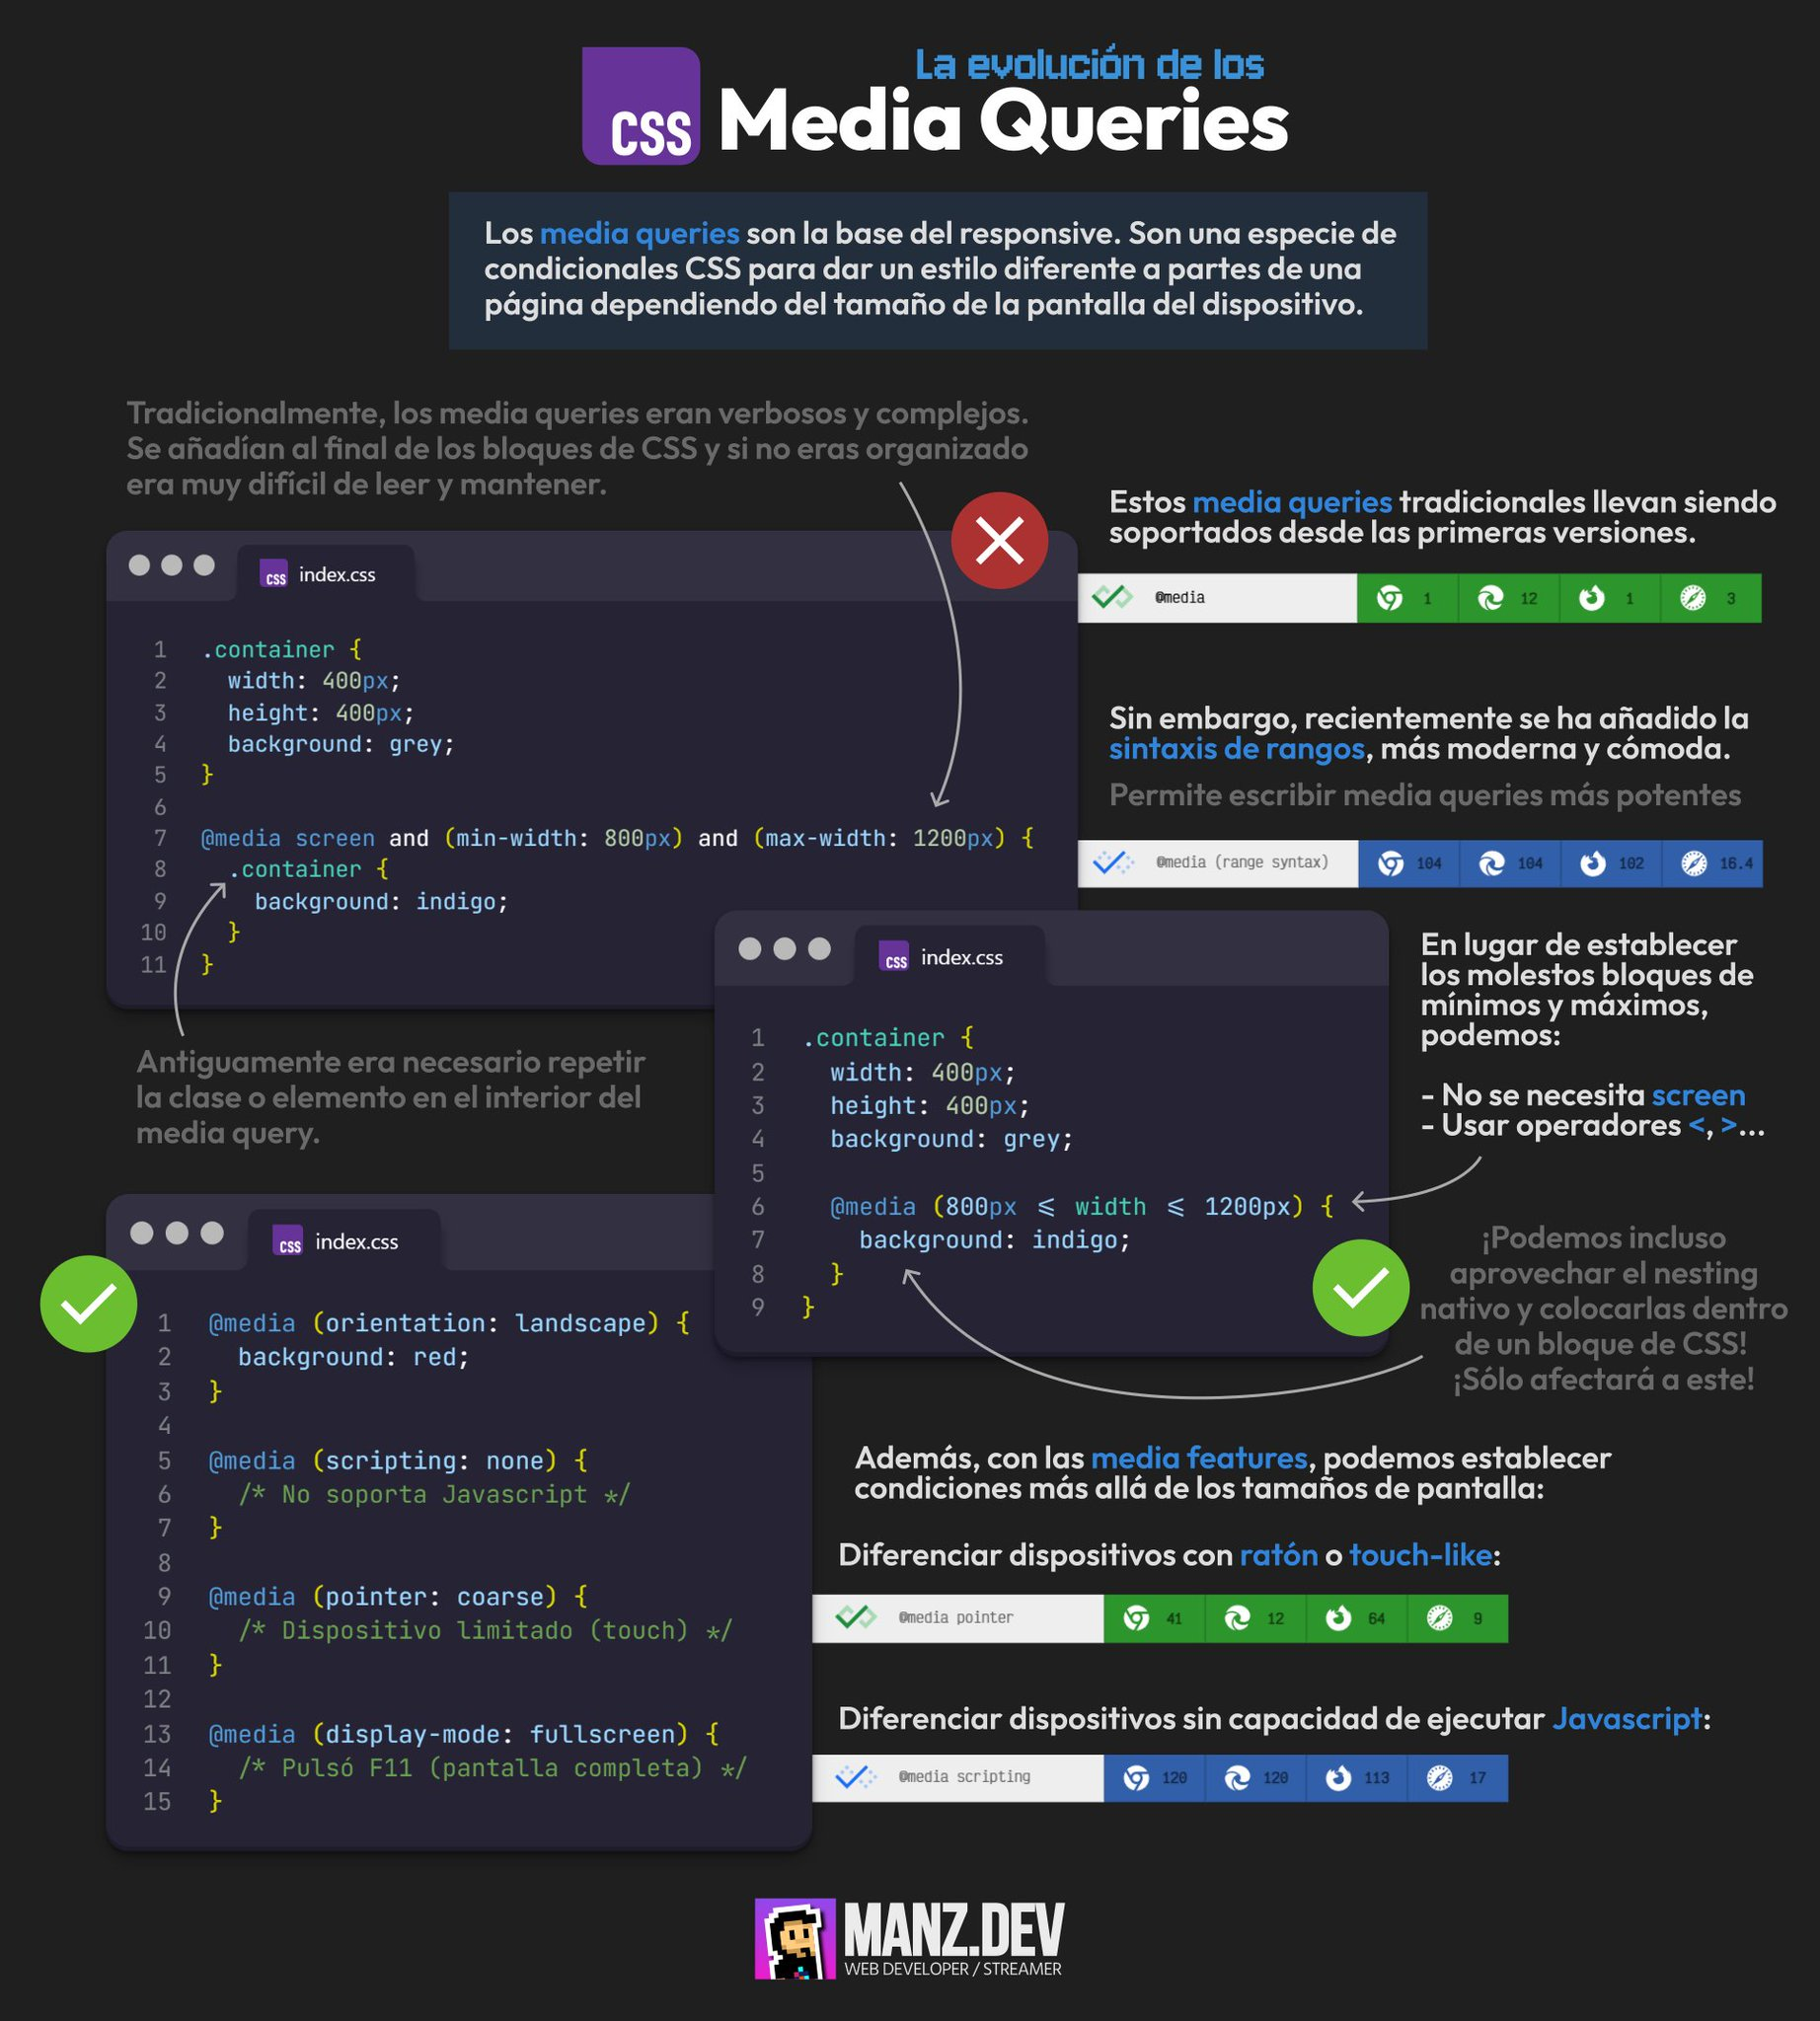 La evolución de los
CSS Media Queries
Los media queries son la base del responsive. Son una especie de
condicionales CSS para dar un estilo diferente a partes de una
página dependiendo del tamaño de la pantalla del dispositivo.
Tradicionalmente, los media queries eran verbosos y complejos.
Se añadían al final de los bloques de CSS y si no eras organizado
era muy difícil de leer y mantener.
CSS index.css
1 .container {
2 width: 400px;
3 height: 400px;
4 background: grey;
5 }
6
7 @media screen and (min-width: 800px) and (max-width: 1200px) {
8 .container {
9 background: indigo;
10 }
11 }
Estos media queries tradicionales llevan siendo
soportados desde las primeras versiones.
@media 1 12 1 3
Sin embargo, recientemente se ha añadido la
sintaxis de rangos, más moderna y cómoda.
Permite escribir media queries más potentes
@media (range syntax) 104 104 102 16.4
Antiguamente era necesario repetir
la clase o elemento en el interior del
media query.
CSS index.css
1 .container {
2 width: 400px;
3 height: 400px;
4 background: grey;
5
6 @media (800px ⩽ width ⩽ 1200px) {
7 background: indigo;
8 }
9 }
En lugar de establecer
los molestos bloques de
mínimos y máximos,
podemos:
- No se necesita screen
- Usar operadores <, >...
¡Podemos incluso
aprovechar el nesting
nativo y colocarlas dentro
de un bloque de CSS!
¡Sólo afectará a este!
CSS index.css
1 @media (orientation: landscape) {
2 background: red;
3 }
4
5 @media (scripting: none) {
6 /* No soporta Javascript */
7 }
8
9 @media (pointer: coarse) {
10 /* Dispositivo limitado (touch) */
11 }
12
13 @media (display-mode: fullscreen) {
14 /* Pulsó F11 (pantalla completa) */
15 }
Además, con las media features, podemos establecer
condiciones más allá de los tamaños de pantalla:
Diferenciar dispositivos con ratón o touch-like:
@media pointer 41 12 64 9
Diferenciar dispositivos sin capacidad de ejecutar Javascript:
@media scripting 120 120 113 17
MANZ.DEV
WEB DEVELOPER / STREAMER